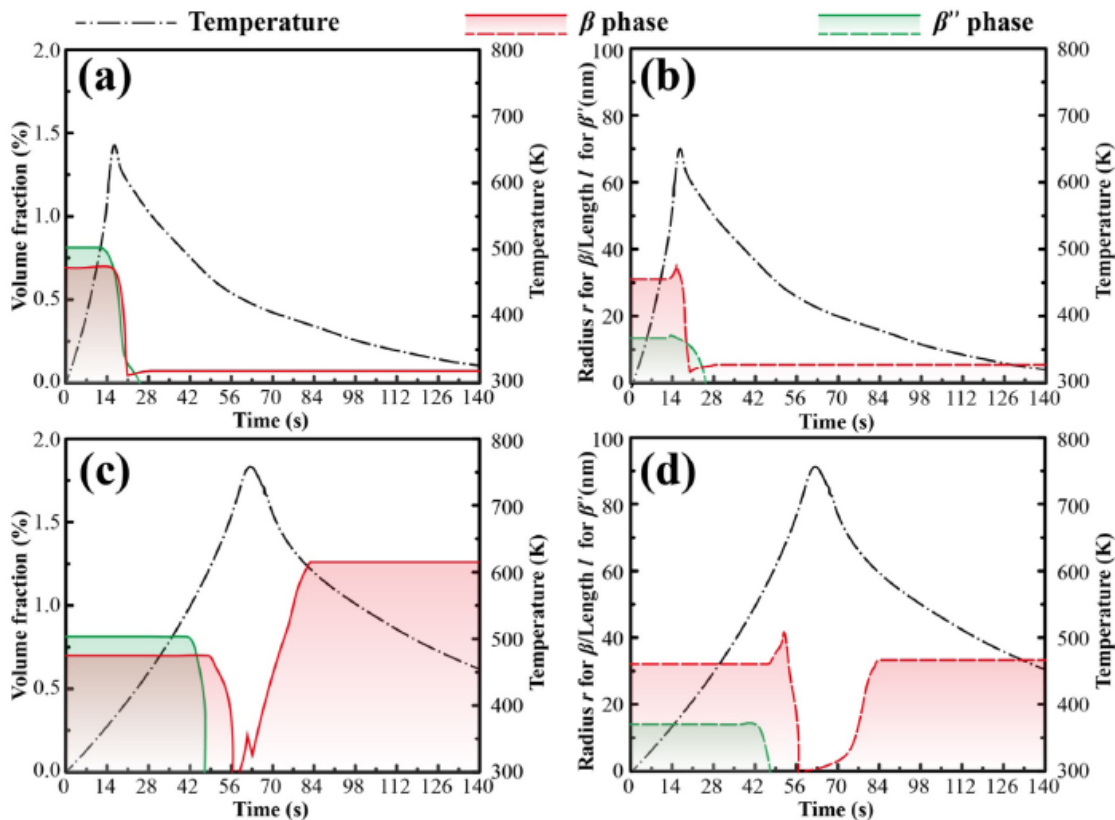 Temperature β phase β'' phase
(a)
Volume fraction (%)
2.0
1.5
1.0
0.5
0.0
800
700
600
500
400
300
Temperature (K)
0 14 28 42 56 70 84 98 112 126 140
Time (s)
(b)
Radius r for β/Length l for β''(nm)
100
80
60
40
20
0
800
700
600
500
400
300
Temperature (K)
0 14 28 42 56 70 84 98 112 126 140
Time (s)
(c)
Volume fraction (%)
2.0
1.5
1.0
0.5
0.0
800
700
600
500
400
300
Temperature (K)
0 14 28 42 56 70 84 98 112 126 140
Time (s)
(d)
Radius r for β/Length l for β''(nm)
100
80
60
40
20
0
800
700
600
500
400
300
Temperature (K)
0 14 28 42 56 70 84 98 112 126 140
Time (s)